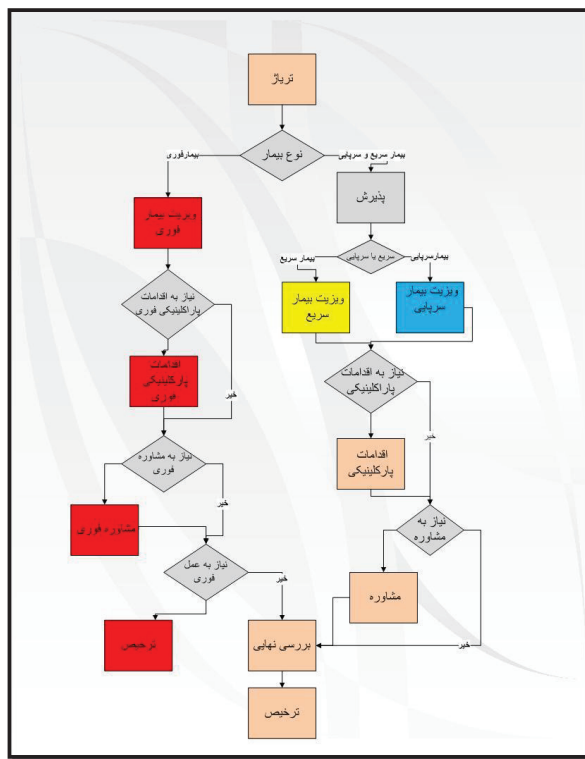 تریاژ
نوع بیمار
بیمار سریع و سرپایی
بیمارفوری
پذیرش
ویزیت بیمار
فوری
سریع یا سرپایی
بیمارسرپایی
بیمار سریع
ویزیت بیمار
سرپایی
ویزیت بیمار
سریع
نیاز به اقدامات
پاراکلینیکی فوری
نیاز به اقدامات
پاراکلینیکی
اقدامات
پارکلینیکی
فوری
خیر
خیر
اقدامات
پارکلینیکی
نیاز به مشاوره
فوری
خیر
نیاز به
مشاوره
مشاوره فوری
نیاز به عمل
فوری
خیر
مشاوره
ترخیص
بررسی نهایی
خیر
ترخیص